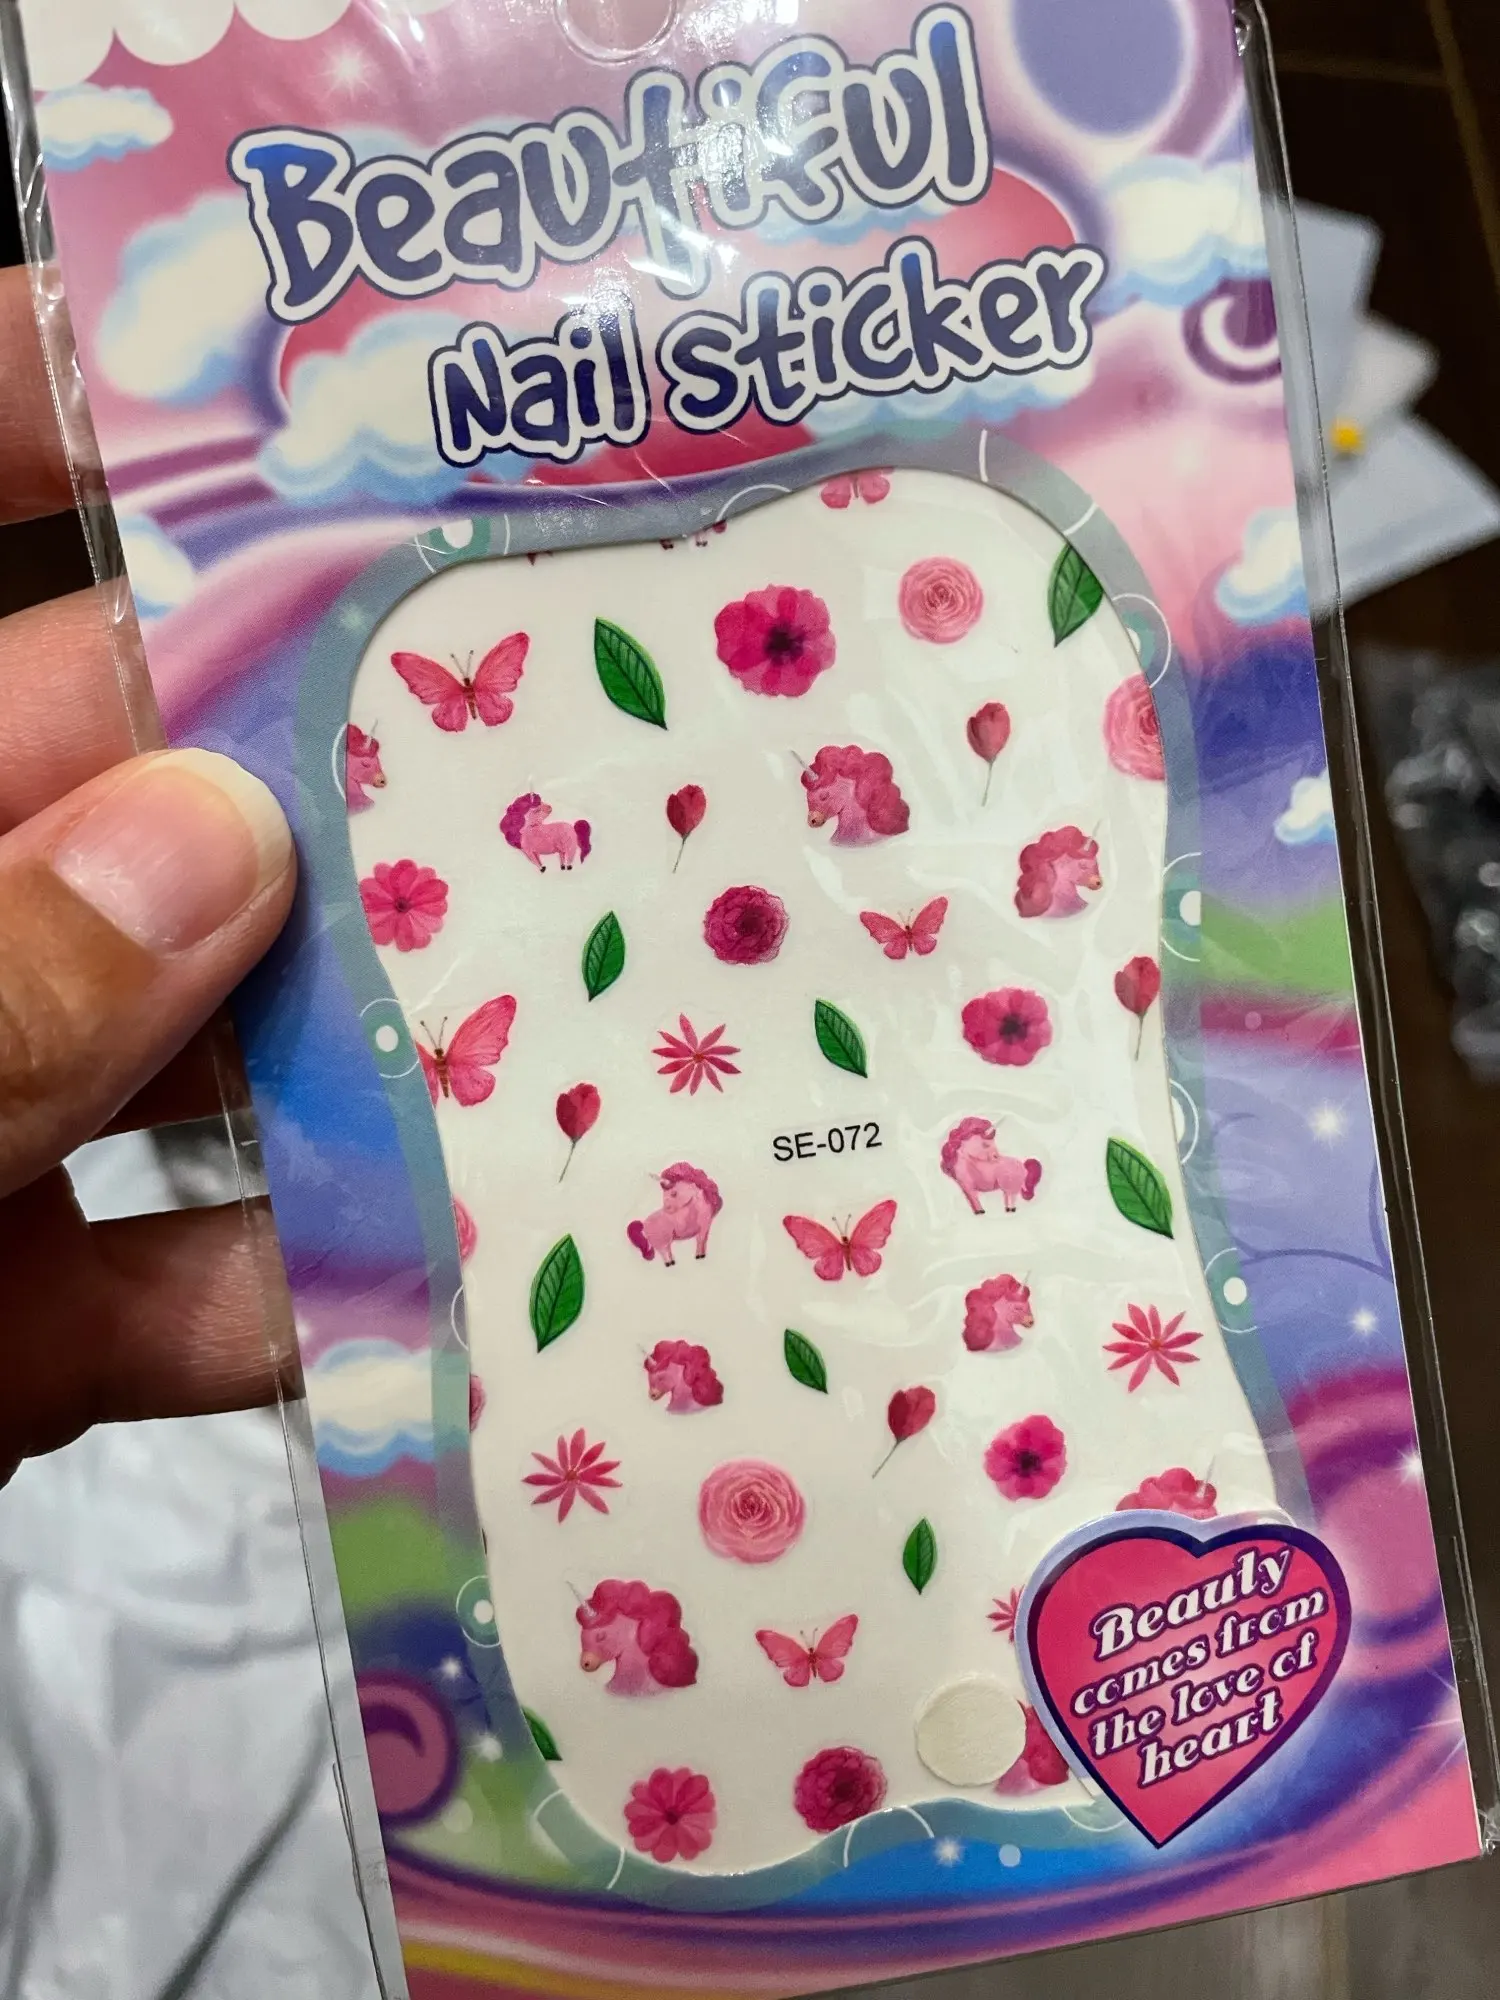 Beautiful
Nail Sticker
SE-072
Beauty
comes from
the love of
heart